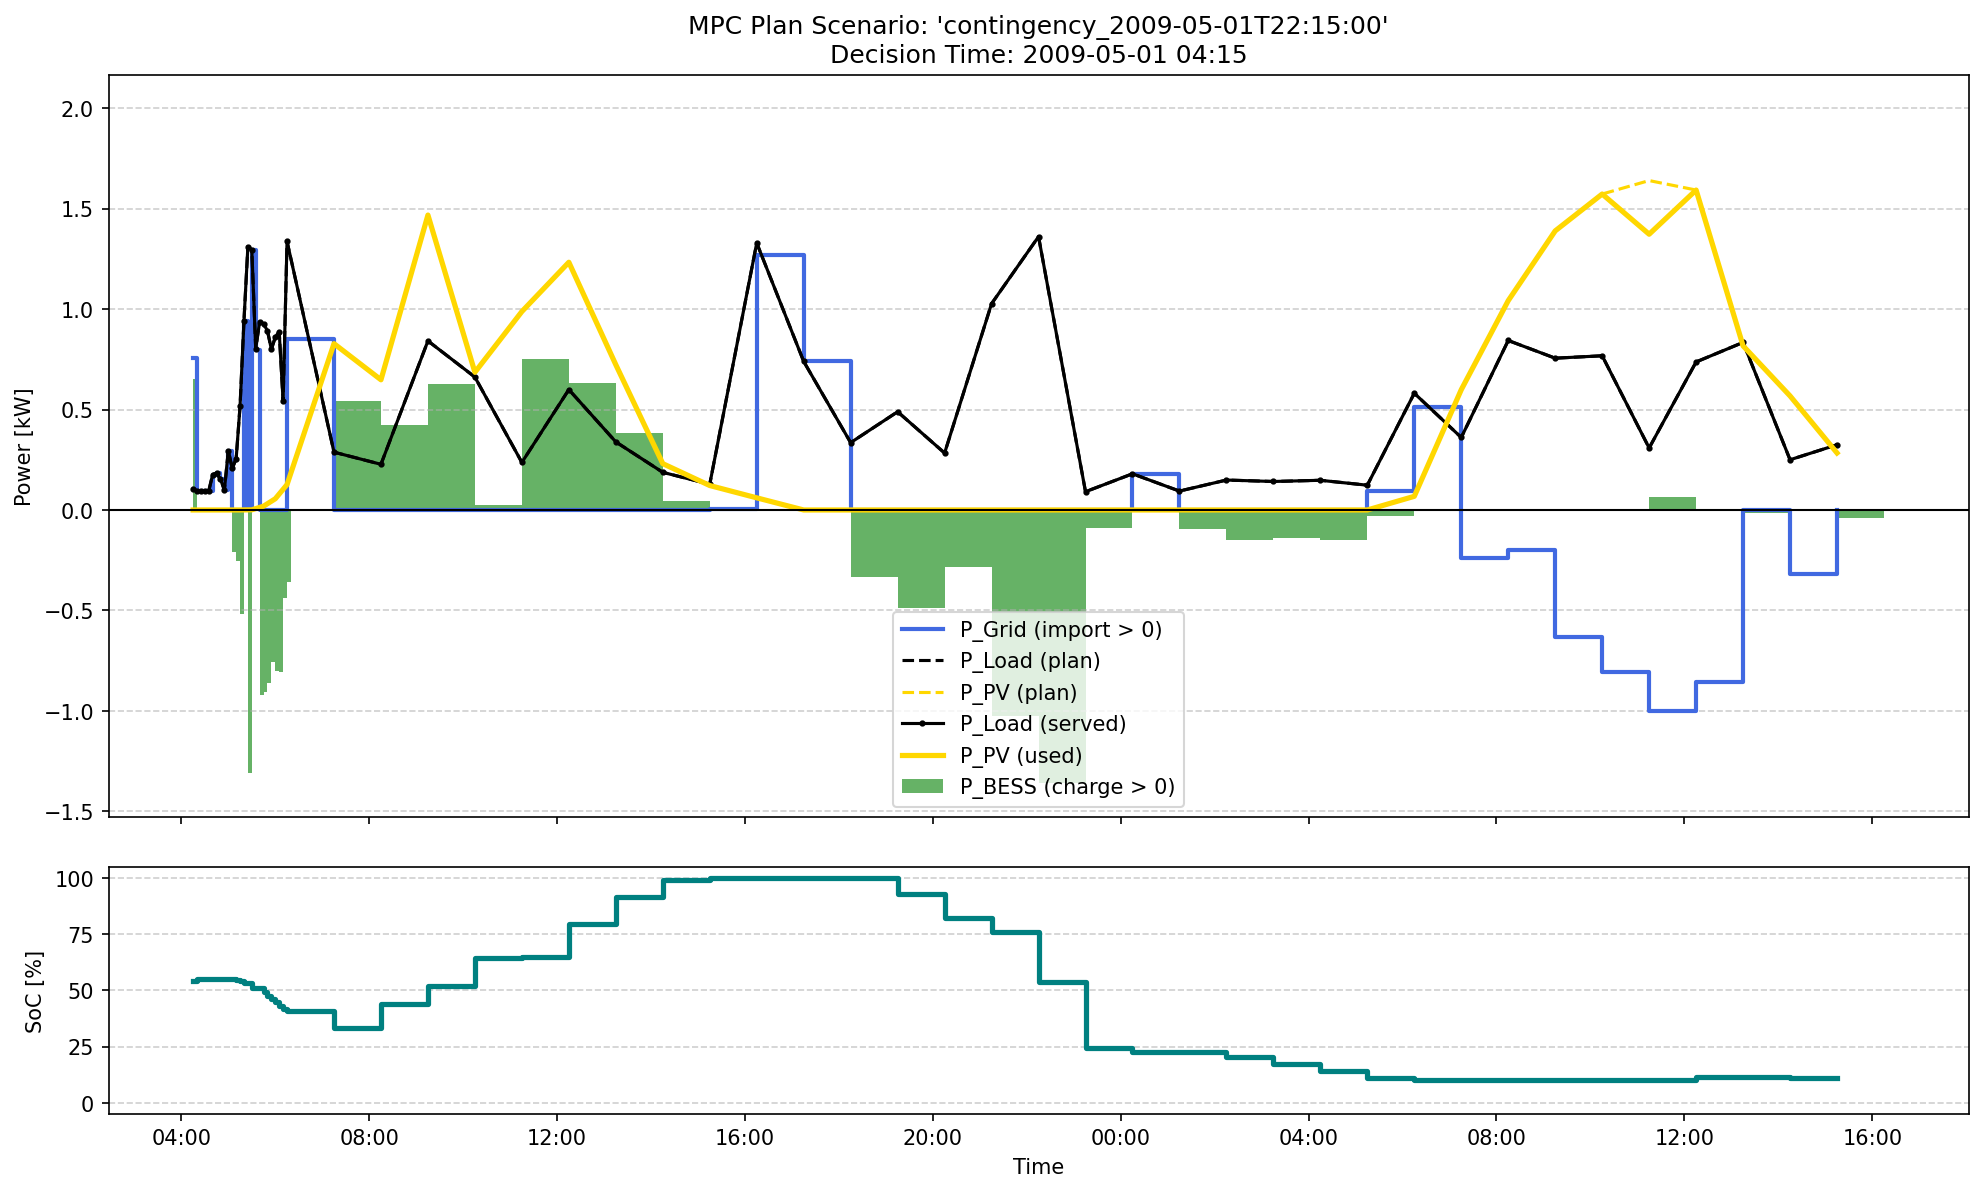 MPC Plan Scenario: 'contingency_2009-05-01T22:15:00'
Decision Time: 2009-05-01 04:15
Power [kW]
2.0
1.5
1.0
0.5
0.0
−0.5
−1.0
−1.5
P_Grid (import > 0)
P_Load (plan)
P_PV (plan)
P_Load (served)
P_PV (used)
P_BESS (charge > 0)
SoC [%]
100
75
50
25
0
04:00 08:00 12:00 16:00 20:00 00:00 04:00 08:00 12:00 16:00
Time